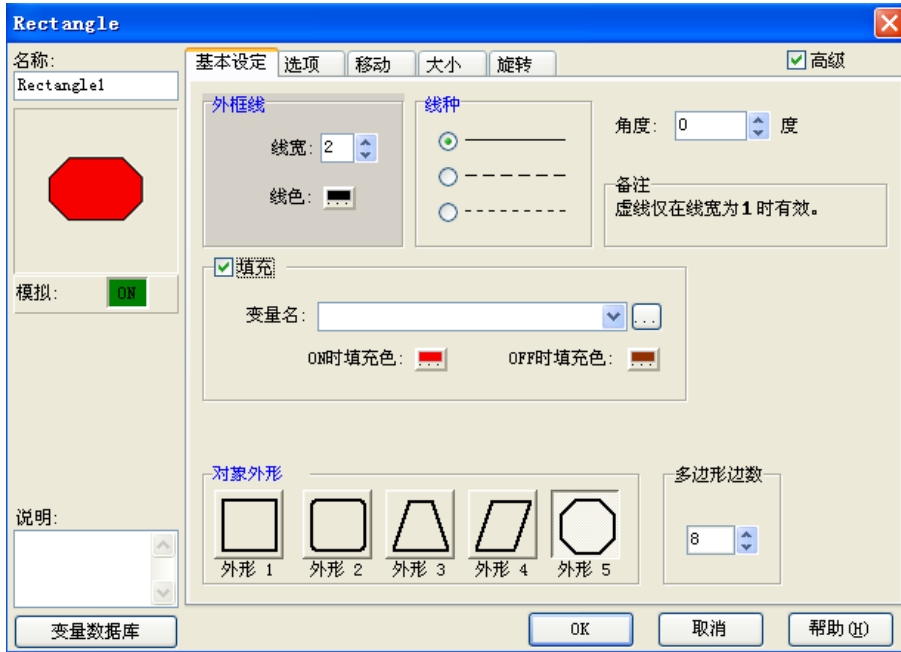 Rectangle
名称:
Rectangle1
基本设定 选项 移动 大小 旋转
高级
外框线
线宽: 2
线色:
线种
角度: 0 度
备注
虚线仅在线宽为1时有效。
模拟: ON
填充
变量名: ...
ON时填充色: ... OFF时填充色: ...
对象外形
外形 1 外形 2 外形 3 外形 4 外形 5
多边形边数
8
说明:
变量数据库
OK 取消 帮助(H)